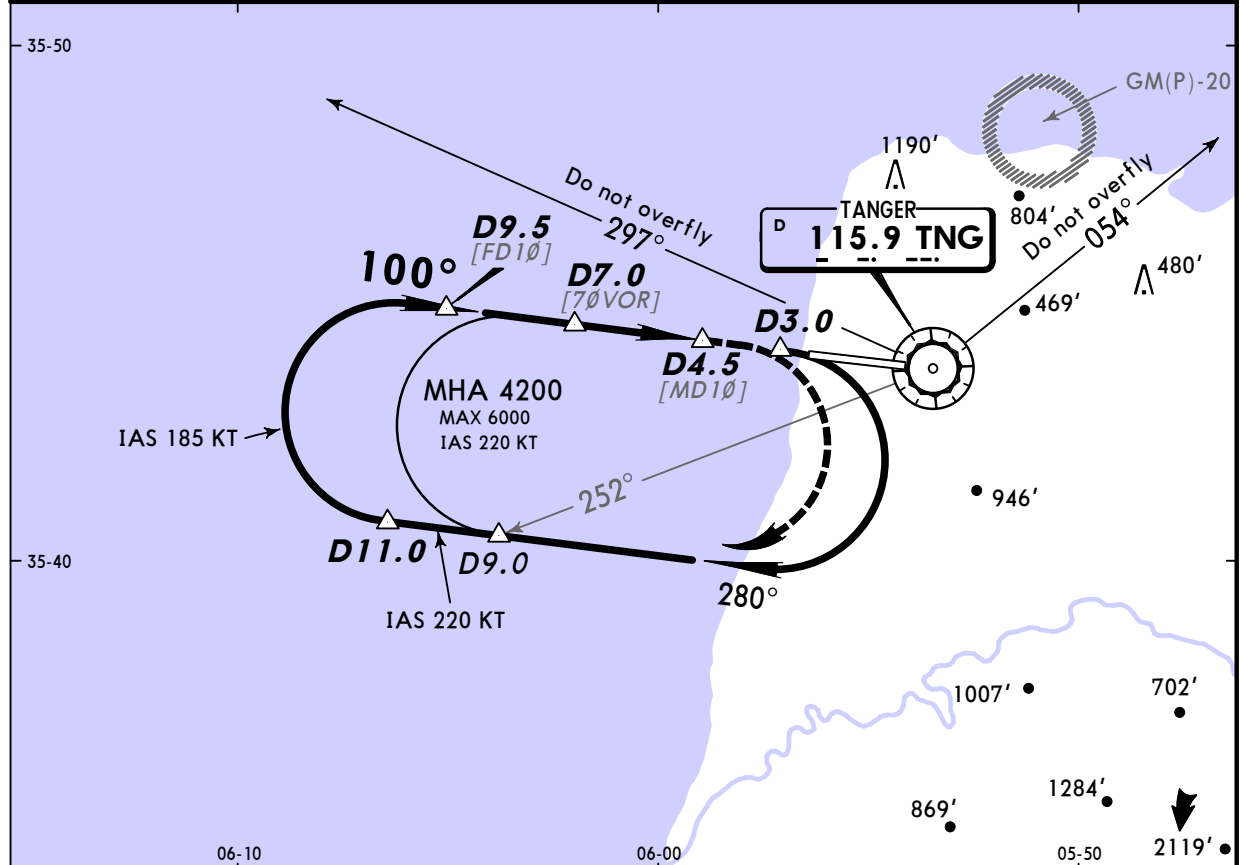 35-50
GM(P)-20
1190'
Do not overfly
297°
TANGER
D 115.9 TNG
804'
Do not overfly
054°
D9.5
[FD1Ø]
100°
D7.0
[7ØVOR]
480'
469'
D3.0
D4.5
[MD1Ø]
MHA 4200
MAX 6000
IAS 220 KT
IAS 185 KT
252°
946'
D11.0
D9.0
35-40
280°
IAS 220 KT
1007'
702'
1284'
869'
2119'
06-10
06-00
05-50